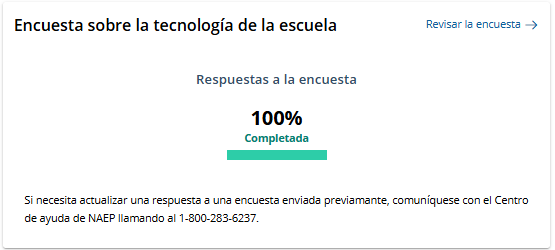 Encuesta sobre la tecnología de la escuela
Revisar la encuesta →
Respuestas a la encuesta
100%
Completada
Si necesita actualizar una respuesta a una encuesta enviada previamante, comuníquese con el Centro
de ayuda de NAEP llamando al 1-800-283-6237.